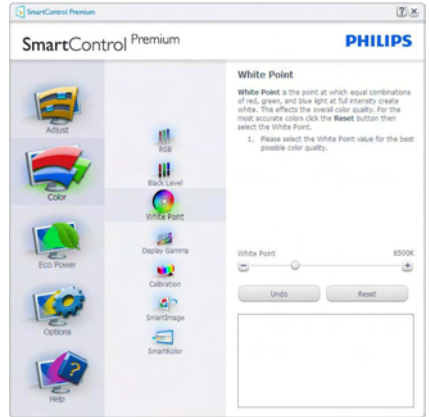 SmartControl Premium
SmartControl Premium
PHILIPS
Adjust
Color
Eco Power
Options
Help
RGB
Black Level
White Point
Display Gamma
Calibration
SmartImage
SmartKolor
White Point
White Point is the point at which equal combinations
of red, green, and blue light at full intensity create
white. This effects the overall color quality. For the
most accurate colors click the Reset button then
select the White Point.
1. Please select the White Point value for the best
possible color quality.
White Point 6500K
Undo Reset